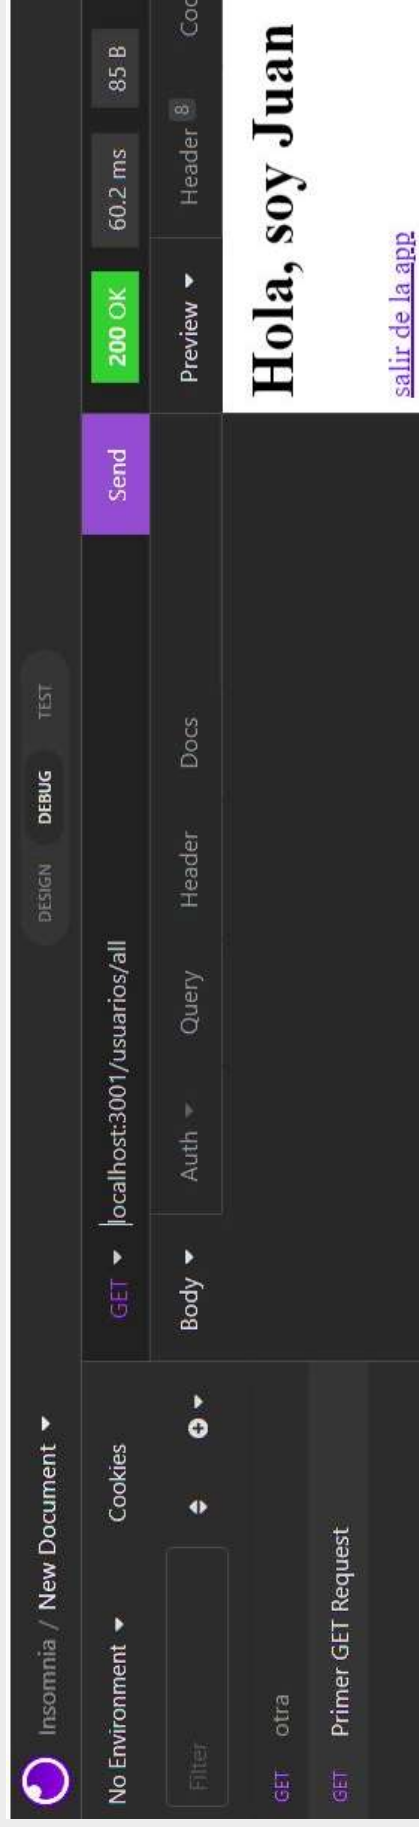 Insomnia / New Document
DESIGN DEBUG TEST
No Environment Cookies
GET localhost:3001/usuarios/all Send
200 OK 60.2 ms 85 B
Filter
Body Auth Query Header Docs
Preview Header 8
GET otra
GET Primer GET Request
Hola, soy Juan
salir de la app